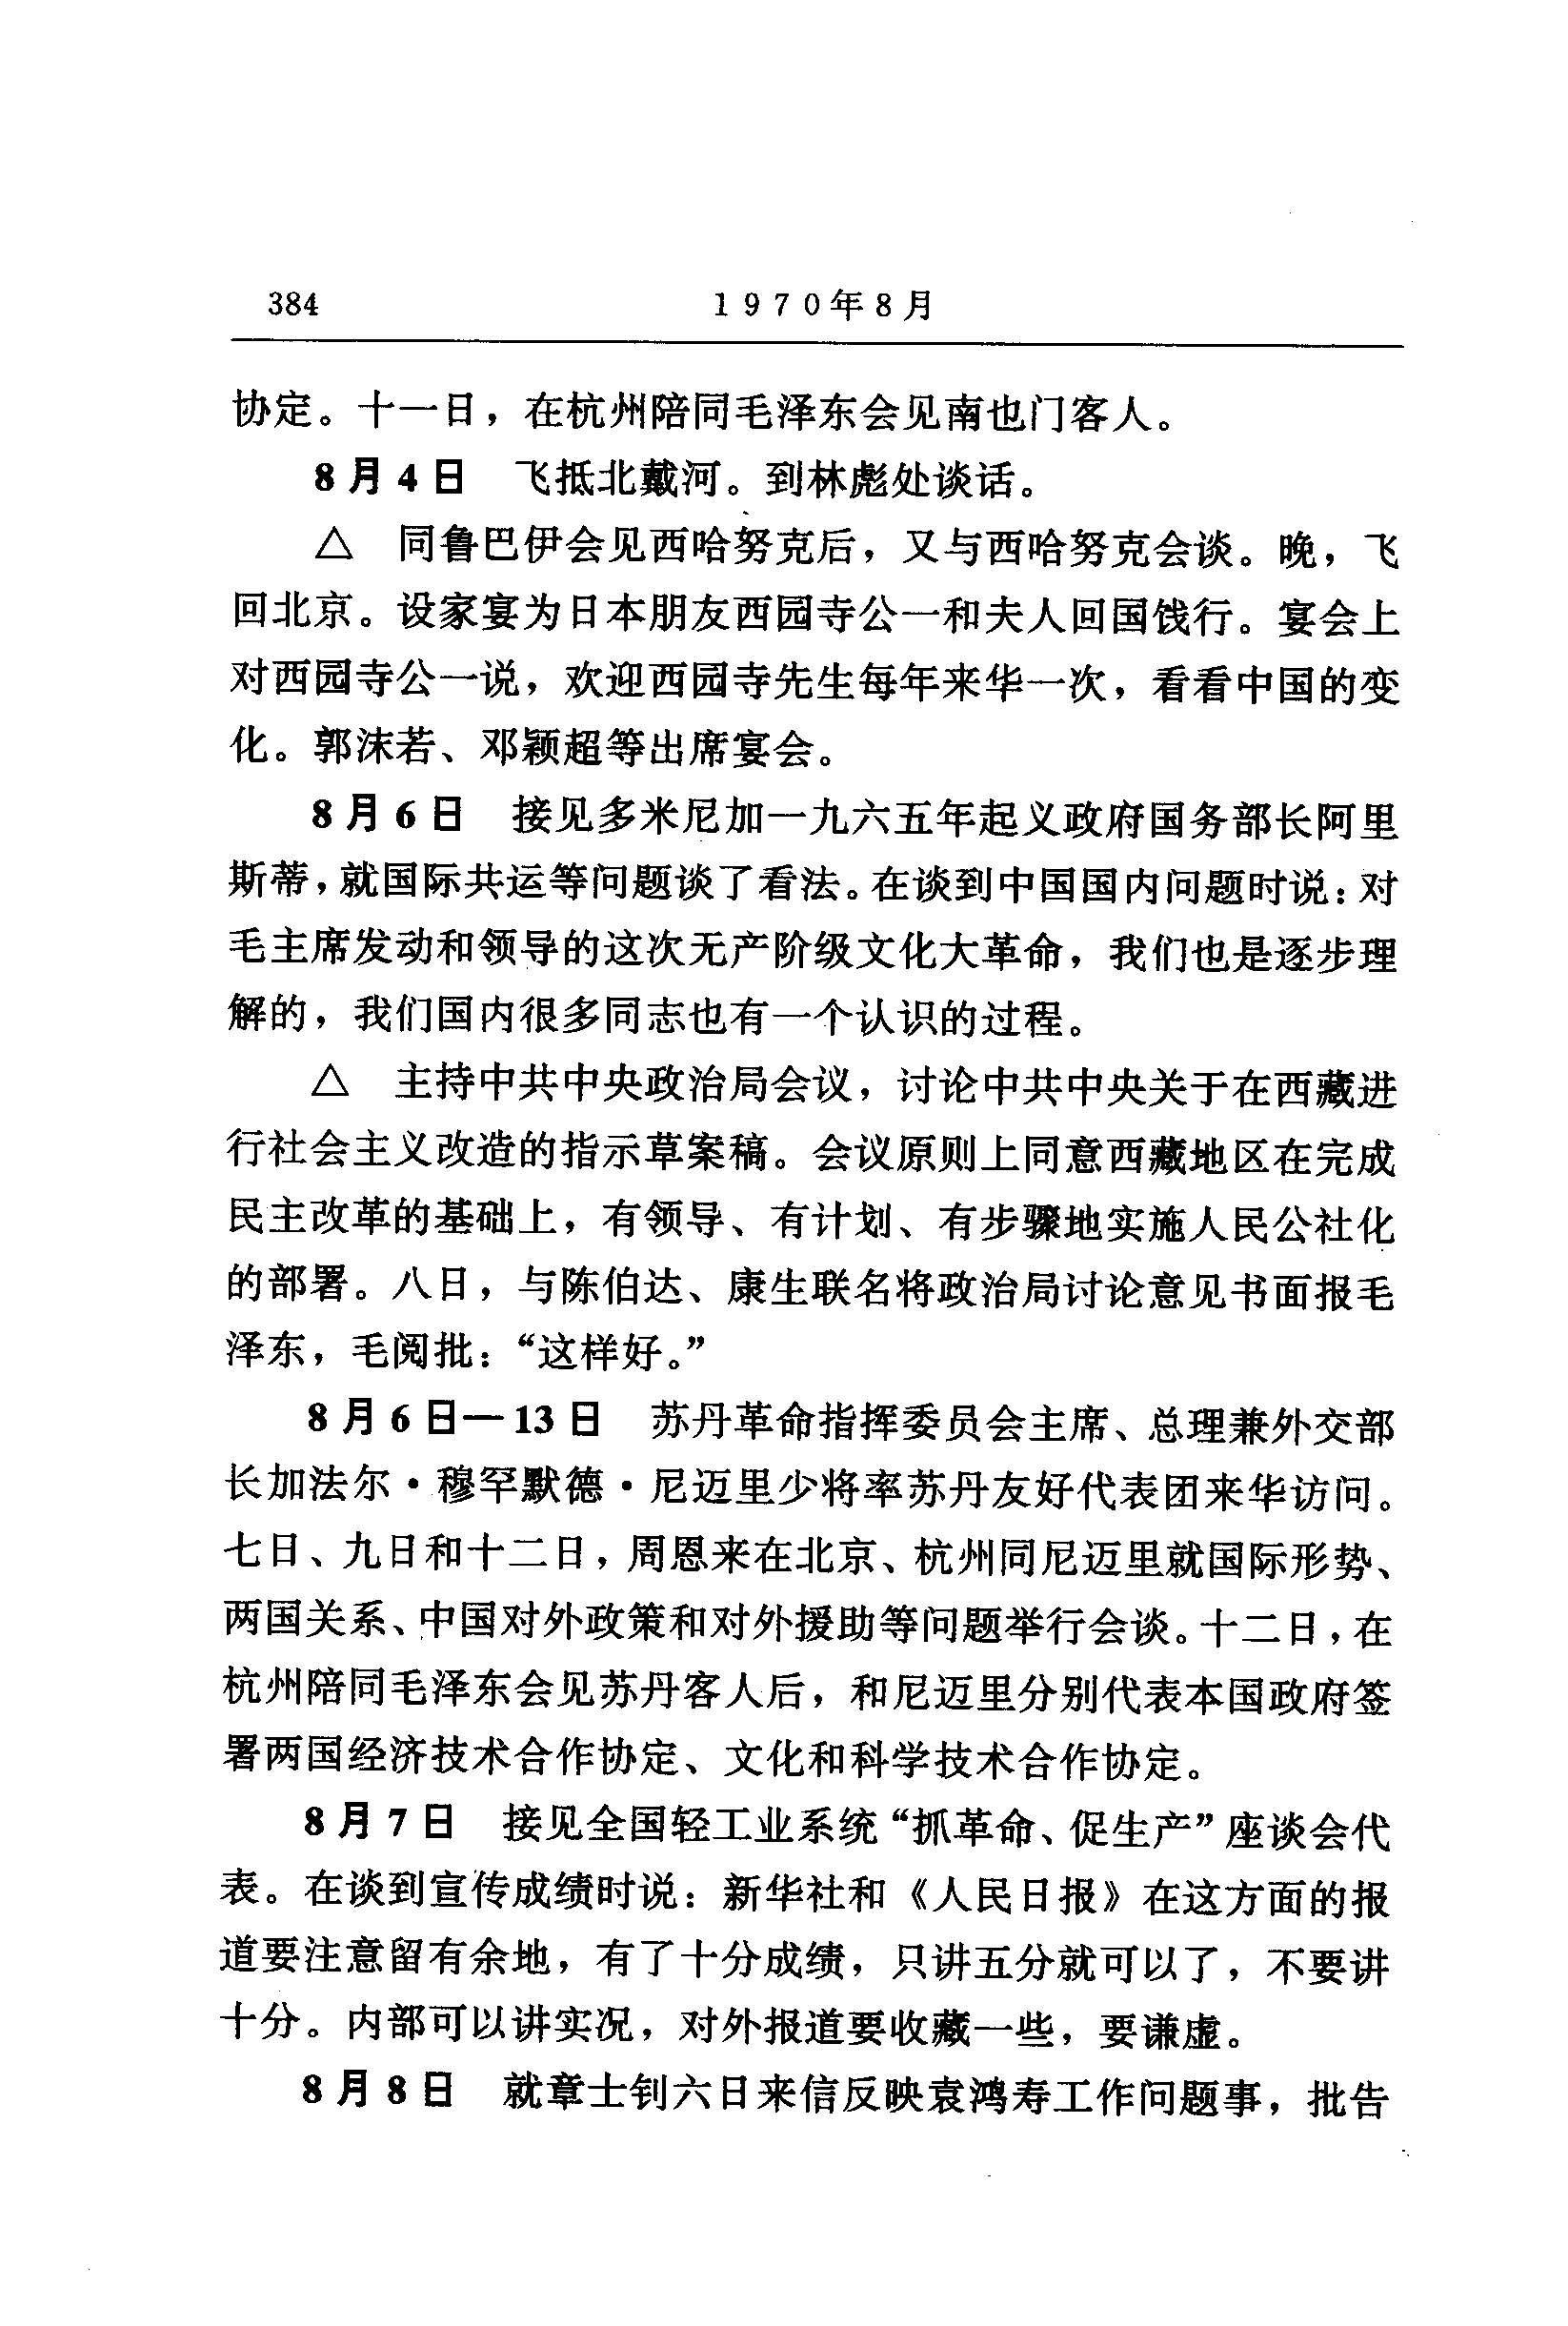 384 1970年8月
协定。十一日，在杭州陪同毛泽东会见南也门客人。
8月4日 飞抵北戴河。到林彪处谈话。
△ 同鲁巴伊会见西哈努克后，又与西哈努克会谈。晚，飞
回北京。设家宴为日本朋友西园寺公一和夫人回国饯行。宴会上
对西园寺公一说，欢迎西园寺先生每年来华一次，看看中国的变
化。郭沫若、邓颖超等出席宴会。
8月6日 接见多米尼加一九六五年起义政府国务部长阿里
斯蒂，就国际共运等问题谈了看法。在谈到中国国内问题时说：对
毛主席发动和领导的这次无产阶级文化大革命，我们也是逐步理
解的，我们国内很多同志也有一个认识的过程。
△ 主持中共中央政治局会议，讨论中共中央关于在西藏进
行社会主义改造的指示草案稿。会议原则上同意西藏地区在完成
民主改革的基础上，有领导、有计划、有步骤地实施人民公社化
的部署。八日，与陈伯达、康生联名将政治局讨论意见书面报毛
泽东，毛阅批：“这样好。”
8月6日—13日 苏丹革命指挥委员会主席、总理兼外交部
长加法尔·穆罕默德·尼迈里少将率苏丹友好代表团来华访问。
七日、九日和十二日，周恩来在北京、杭州同尼迈里就国际形势、
两国关系、中国对外政策和对外援助等问题举行会谈。十二日，在
杭州陪同毛泽东会见苏丹客人后，和尼迈里分别代表本国政府签
署两国经济技术合作协定、文化和科学技术合作协定。
8月7日 接见全国轻工业系统“抓革命、促生产”座谈会代
表。在谈到宣传成绩时说：新华社和《人民日报》在这方面的报
道要注意留有余地，有了十分成绩，只讲五分就可以了，不要讲
十分。内部可以讲实况，对外报道要收藏一些，要谦虚。
8月8日 就章士钊六日来信反映袁鸿寿工作问题事，批告